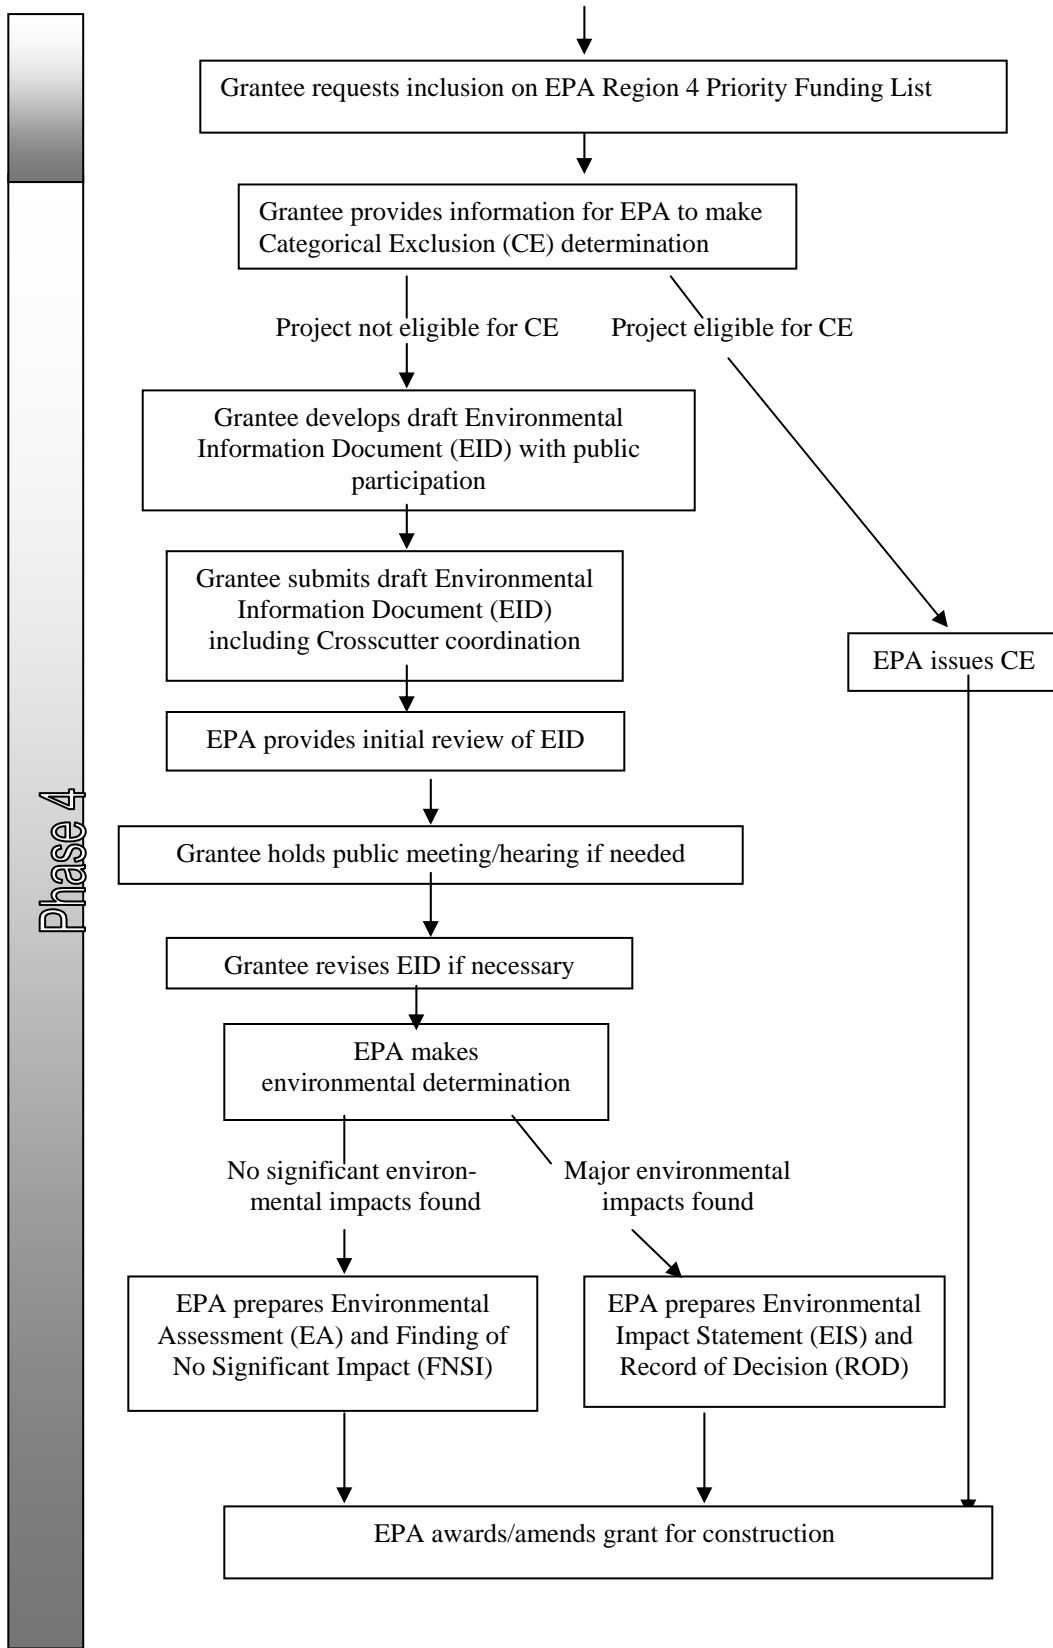 Grantee requests inclusion on EPA Region 4 Priority Funding List
Grantee provides information for EPA to make
Categorical Exclusion (CE) determination
Project not eligible for CE
Project eligible for CE
Grantee develops draft Environmental
Information Document (EID) with public
participation
Grantee submits draft Environmental
Information Document (EID)
including Crosscutter coordination
EPA issues CE
EPA provides initial review of EID
Phase 4
Grantee holds public meeting/hearing if needed
Grantee revises EID if necessary
EPA makes
environmental determination
No significant environ-
mental impacts found
Major environmental
impacts found
EPA prepares Environmental
Assessment (EA) and Finding of
No Significant Impact (FNSI)
EPA prepares Environmental
Impact Statement (EIS) and
Record of Decision (ROD)
EPA awards/amends grant for construction